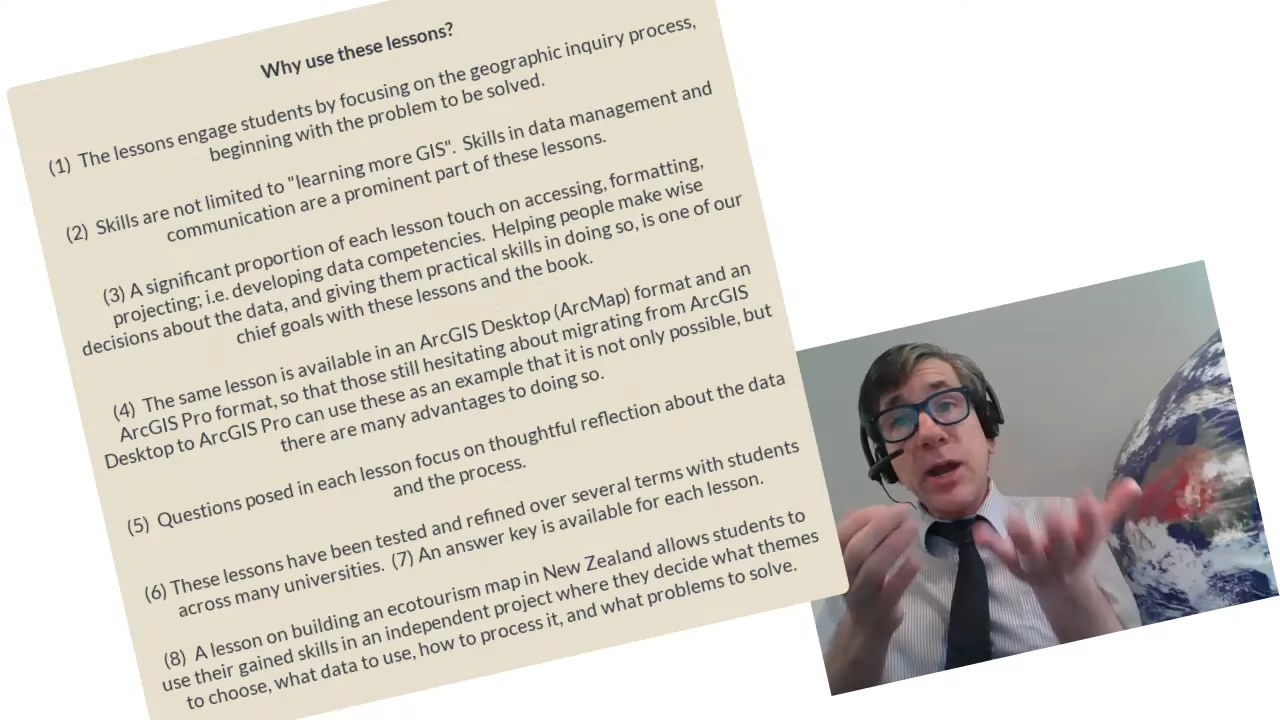 Why use these lessons?
(1) The lessons engage students by focusing on the geographic inquiry process,
beginning with the problem to be solved.
(2) Skills are not limited to "learning more GIS". Skills in data management and
communication are a prominent part of these lessons.
(3) A significant proportion of each lesson touch on accessing, formatting,
projecting; i.e. developing data competencies. Helping people make wise
decisions about the data, and giving them practical skills in doing so, is one of our
chief goals with these lessons and the book.
(4) The same lesson is available in an ArcGIS Desktop (ArcMap) format and an
ArcGIS Pro format, so that those still hesitating about migrating from ArcGIS
Desktop to ArcGIS Pro can use these as an example that it is not only possible, but
there are many advantages to doing so.
(5) Questions posed in each lesson focus on thoughtful reflection about the data
and the process.
(6) These lessons have been tested and refined over several terms with students
across many universities. (7) An answer key is available for each lesson.
(8) A lesson on building an ecotourism map in New Zealand allows students to
use their gained skills in an independent project where they decide what themes
to choose, what data to use, how to process it, and what problems to solve.